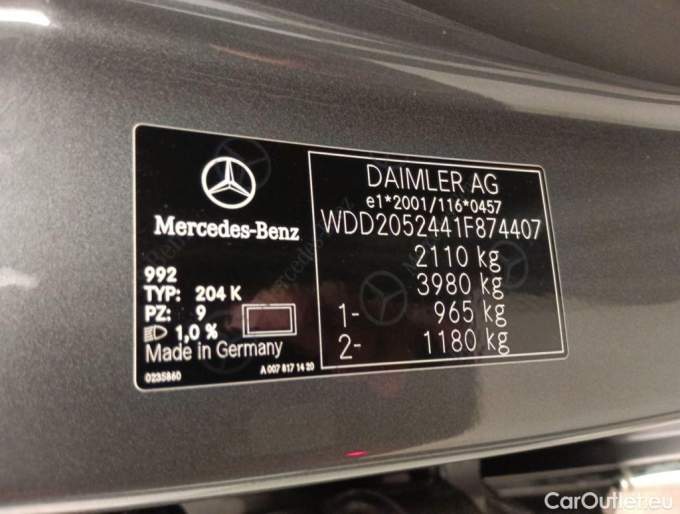 Mercedes-Benz
992
TYP: 204 K
PZ: 9
1,0 %
Made in Germany
0235860
A 007 817 14 20
DAIMLER AG
e1*2001/116*0457
WDD2052441F874407
2110 kg
3980 kg
1- 965 kg
2- 1180 kg
CarOutlet.eu